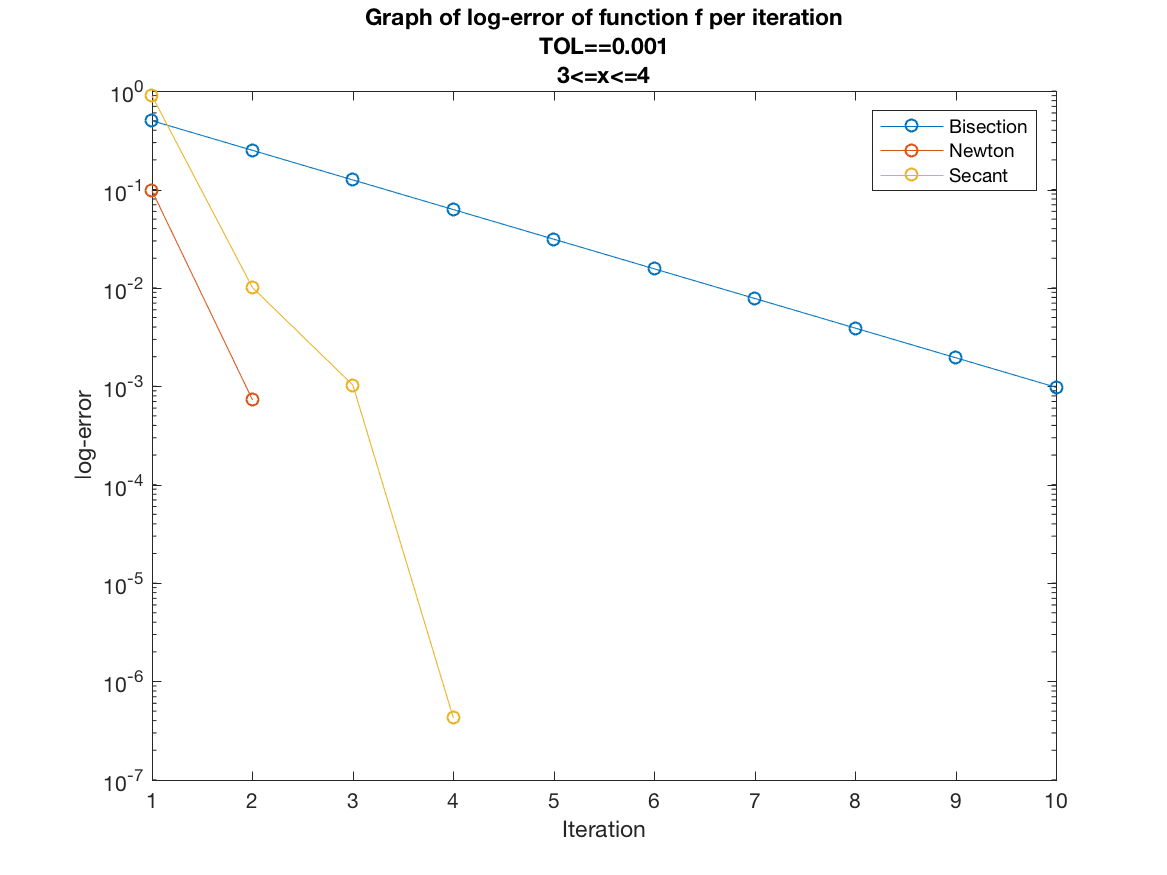 Graph of log-error of function f per iteration
TOL==0.001
3<=x<=4
Bisection
Newton
Secant
log-error
10^0
10^-1
10^-2
10^-3
10^-4
10^-5
10^-6
10^-7
1 2 3 4 5 6 7 8 9 10
Iteration